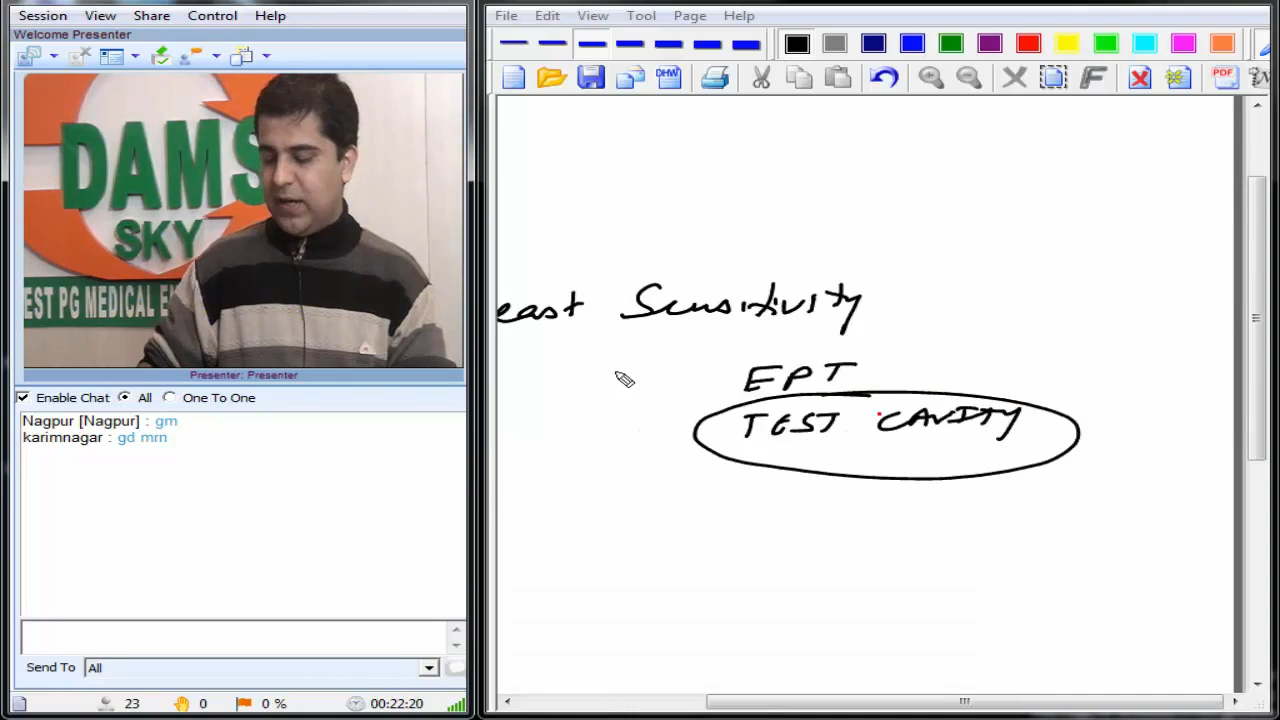 Session View Share Control Help
Welcome Presenter
DAMS
SKY
EST PG MEDICAL E
Presenter: Presenter
Enable Chat All One To One
Nagpur [Nagpur] : gm
karimnagar : gd mrn
Send To All
23 0 0 % 00:22:20
File Edit View Tool Page Help
DHW
F
PDF
east Sensitivity
EPT
TEST CAVITY